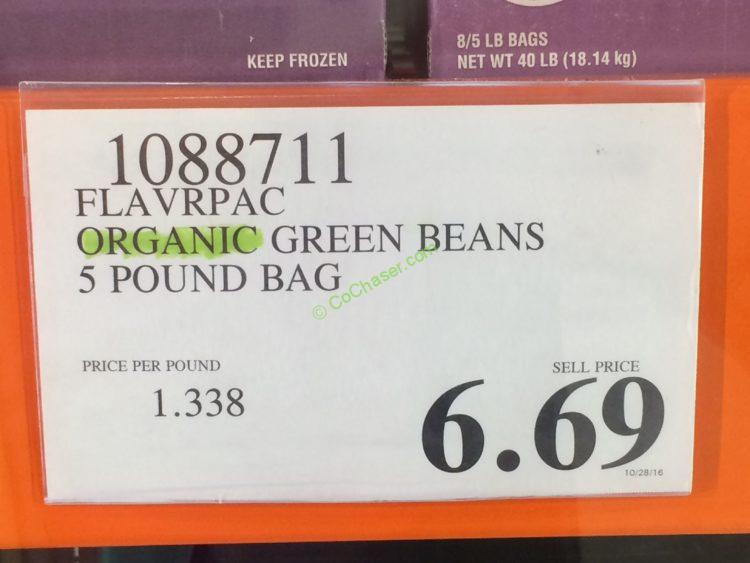 KEEP FROZEN
8/5 LB BAGS
NET WT 40 LB (18.14 kg)
1088711
FLAVRPAC
ORGANIC GREEN BEANS
5 POUND BAG
© CoChaser.com
PRICE PER POUND
1.338
SELL PRICE
6.69
10/28/16